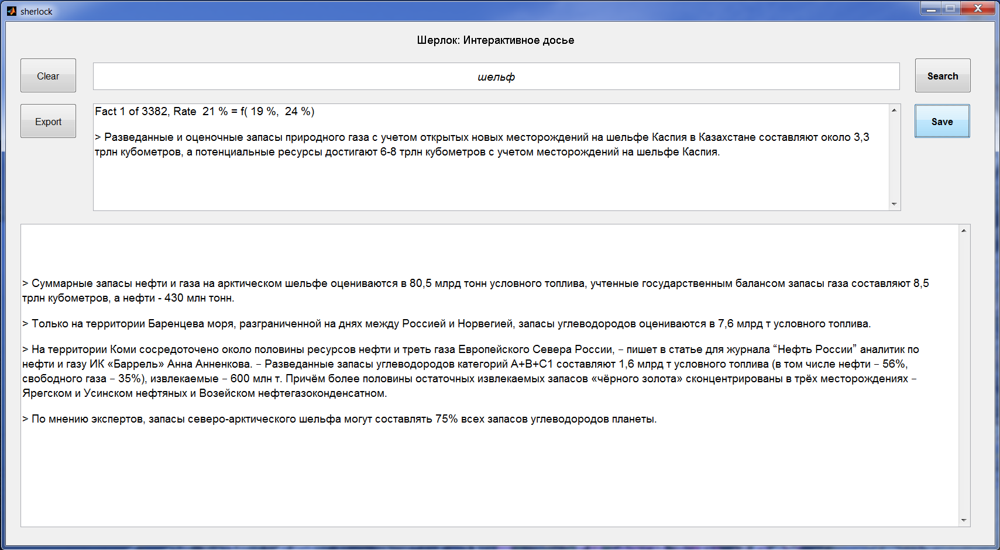 sherlock
Шерлок: Интерактивное досье
Clear
шельф
Search
Export
Fact 1 of 3382, Rate  21 % = f( 19 %,  24 %)
Save
> Разведанные и оценочные запасы природного газа с учетом открытых новых месторождений на шельфе Каспия в Казахстане составляют около 3,3
трлн кубометров, а потенциальные ресурсы достигают 6-8 трлн кубометров с учетом месторождений на шельфе Каспия.
> Суммарные запасы нефти и газа на арктическом шельфе оцениваются в 80,5 млрд тонн условного топлива, учтенные государственным балансом запасы газа составляют 8,5
трлн кубометров, а нефти - 430 млн тонн.
> Только на территории Баренцева моря, разграниченной на днях между Россией и Норвегией, запасы углеводородов оцениваются в 7,6 млрд т условного топлива.
> На территории Коми сосредоточено около половины ресурсов нефти и треть газа Европейского Севера России, – пишет в статье для журнала “Нефть России” аналитик по
нефти и газу ИК «Баррель» Анна Анненкова. – Разведанные запасы углеводородов категорий А+В+С1 составляют 1,6 млрд т условного топлива (в том числе нефти – 56%,
свободного газа – 35%), извлекаемые – 600 млн т. Причём более половины остаточных извлекаемых запасов «чёрного золота» сконцентрированы в трёх месторождениях –
Ярегском и Усинском нефтяных и Возейском нефтегазоконденсатном.
> По мнению экспертов, запасы северо-арктического шельфа могут составлять 75% всех запасов углеводородов планеты.